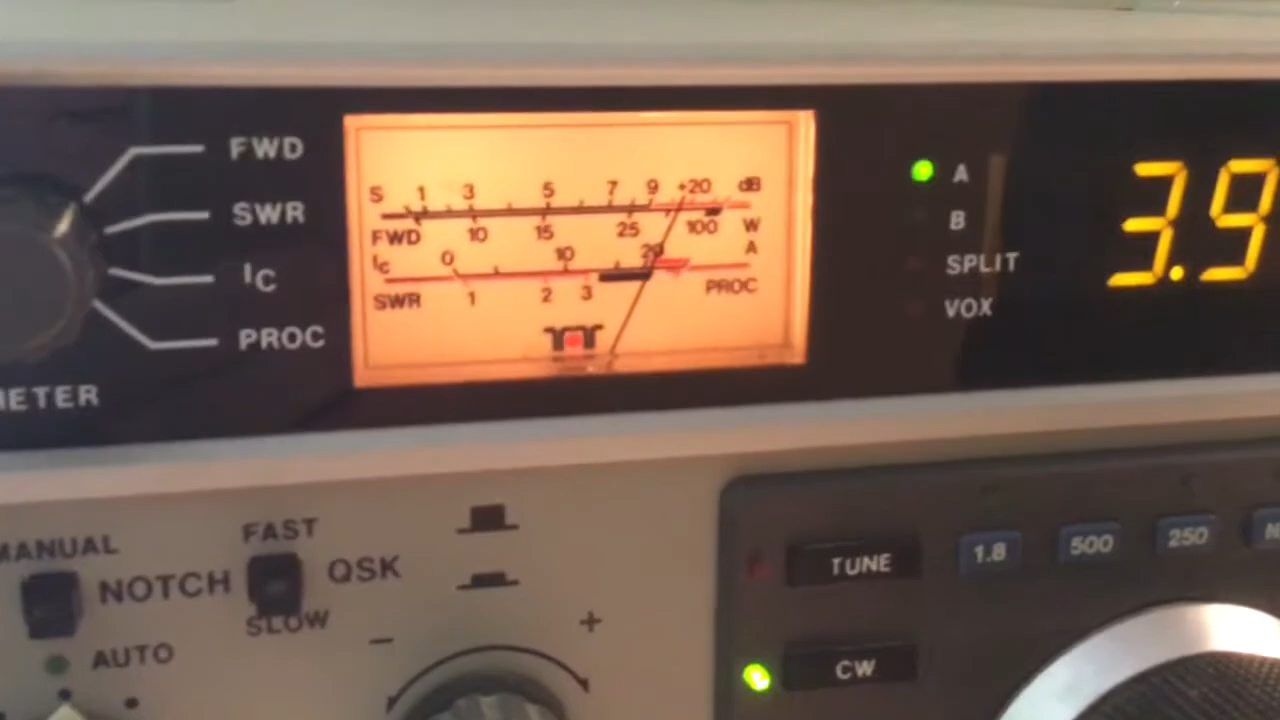 FWD
SWR
IC
PROC
METER
S 1 3 5 7 9 +20 dB
FWD 10 15 25 100 W
Ic 0 10 20 A
SWR 1 2 3 PROC
TT
A
B
SPLIT
VOX
3.9
MANUAL
NOTCH
AUTO
FAST
QSK
SLOW
- +
TUNE 1.8 500 250
CW